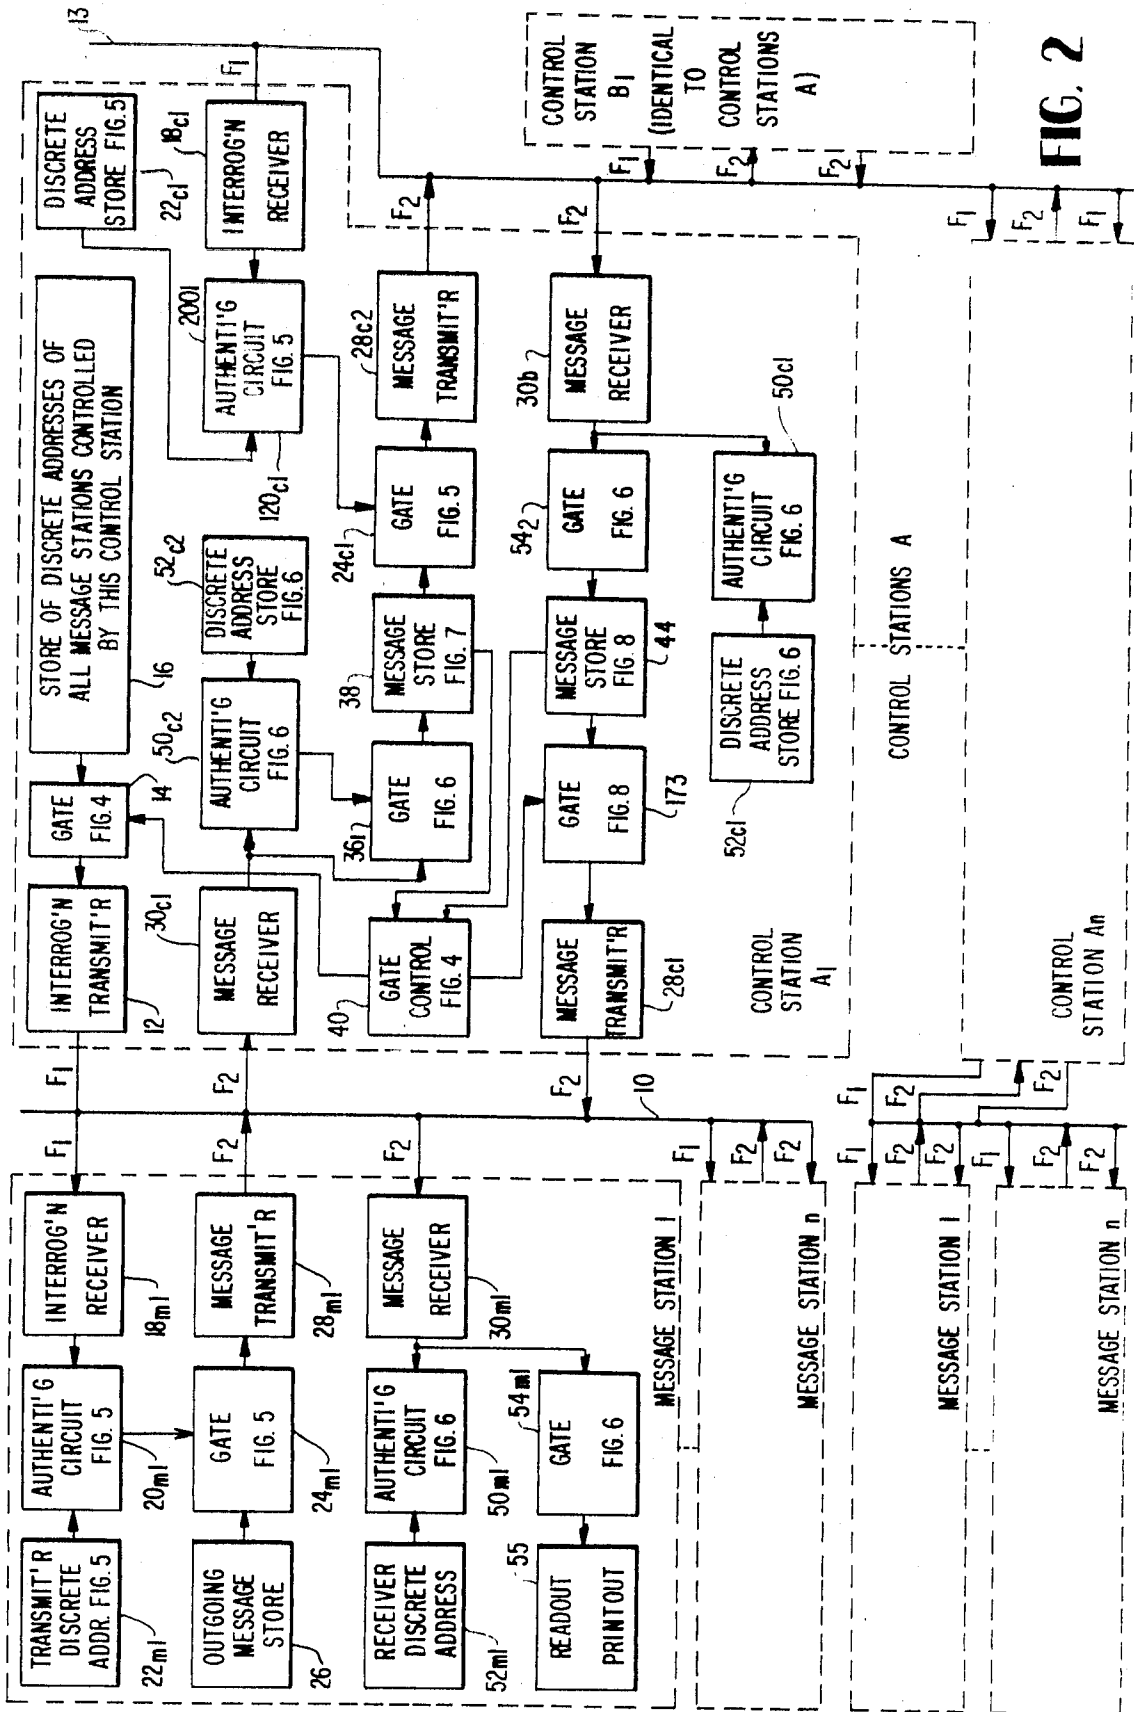 TRANSMIT'R
DISCRETE
ADDR. FIG. 5
22m1
AUTHENTI'G
CIRCUIT
FIG. 5
20m1
INTERROG'N
RECEIVER
18m1
F1
F1
INTERROG'N
TRANSMIT'R
12
GATE
FIG.4
14
STORE OF DISCRETE ADDRESSES OF
ALL MESSAGE STATIONS CONTROLLED
BY THIS CONTROL STATION
16
DISCRETE
ADDRESS
STORE FIG.5
22c1
18c1
INTERROG'N
RECEIVER
F1
13
OUTGOING
MESSAGE
STORE
26
GATE
FIG. 5
24m1
MESSAGE
TRANSMIT'R
28m1
F2
F2
MESSAGE
RECEIVER
30c1
AUTHENTI'G
CIRCUIT
FIG. 6
50c2
DISCRETE
ADDRESS
STORE
FIG. 6
52c2
AUTHENTI'G
CIRCUIT
FIG. 5
2001
120c1
RECEIVER
DISCRETE
ADDRESS
52m1
AUTHENTI'G
CIRCUIT
FIG. 6
50m1
MESSAGE
RECEIVER
30m1
F2
GATE
CONTROL
FIG. 4
40
GATE
FIG. 6
361
MESSAGE
STORE
FIG. 7
38
GATE
FIG. 5
24c1
MESSAGE
TRANSMIT'R
28c2
F2
READOUT
PRINTOUT
55
GATE
FIG. 6
54m1
F2
MESSAGE
TRANSMIT'R
28c1
GATE
FIG. 8
173
MESSAGE
STORE
FIG. 8
44
GATE
FIG. 6
542
MESSAGE
RECEIVER
30b
F2
10
DISCRETE
ADDRESS
STORE FIG. 6
52c1
AUTHENTI'G
CIRCUIT
FIG. 6
50c1
CONTROL
STATION
B1
(IDENTICAL
TO
CONTROL
STATIONS
A)
F1
F2
F2
MESSAGE STATION 1
CONTROL
STATION
A1
F1
F2
F2
MESSAGE STATION n
CONTROL STATIONS A
MESSAGE STATION 1
F1
F2
F2
F1
F2
F2
CONTROL
STATION An
F1
F2
F1
MESSAGE STATION n
F1
F2
F2
FIG. 2